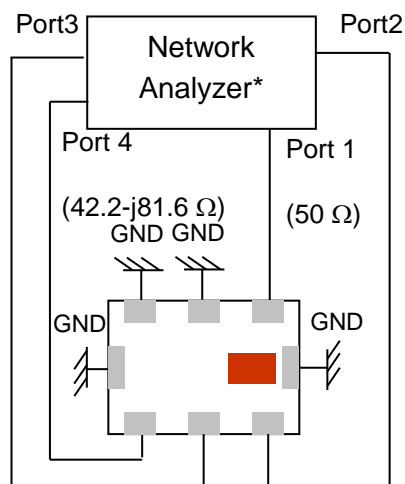 Port3
Port2
Network
Analyzer*
Port 4
Port 1
(42.2-j81.6 Ω)
(50 Ω)
GND GND
GND
GND